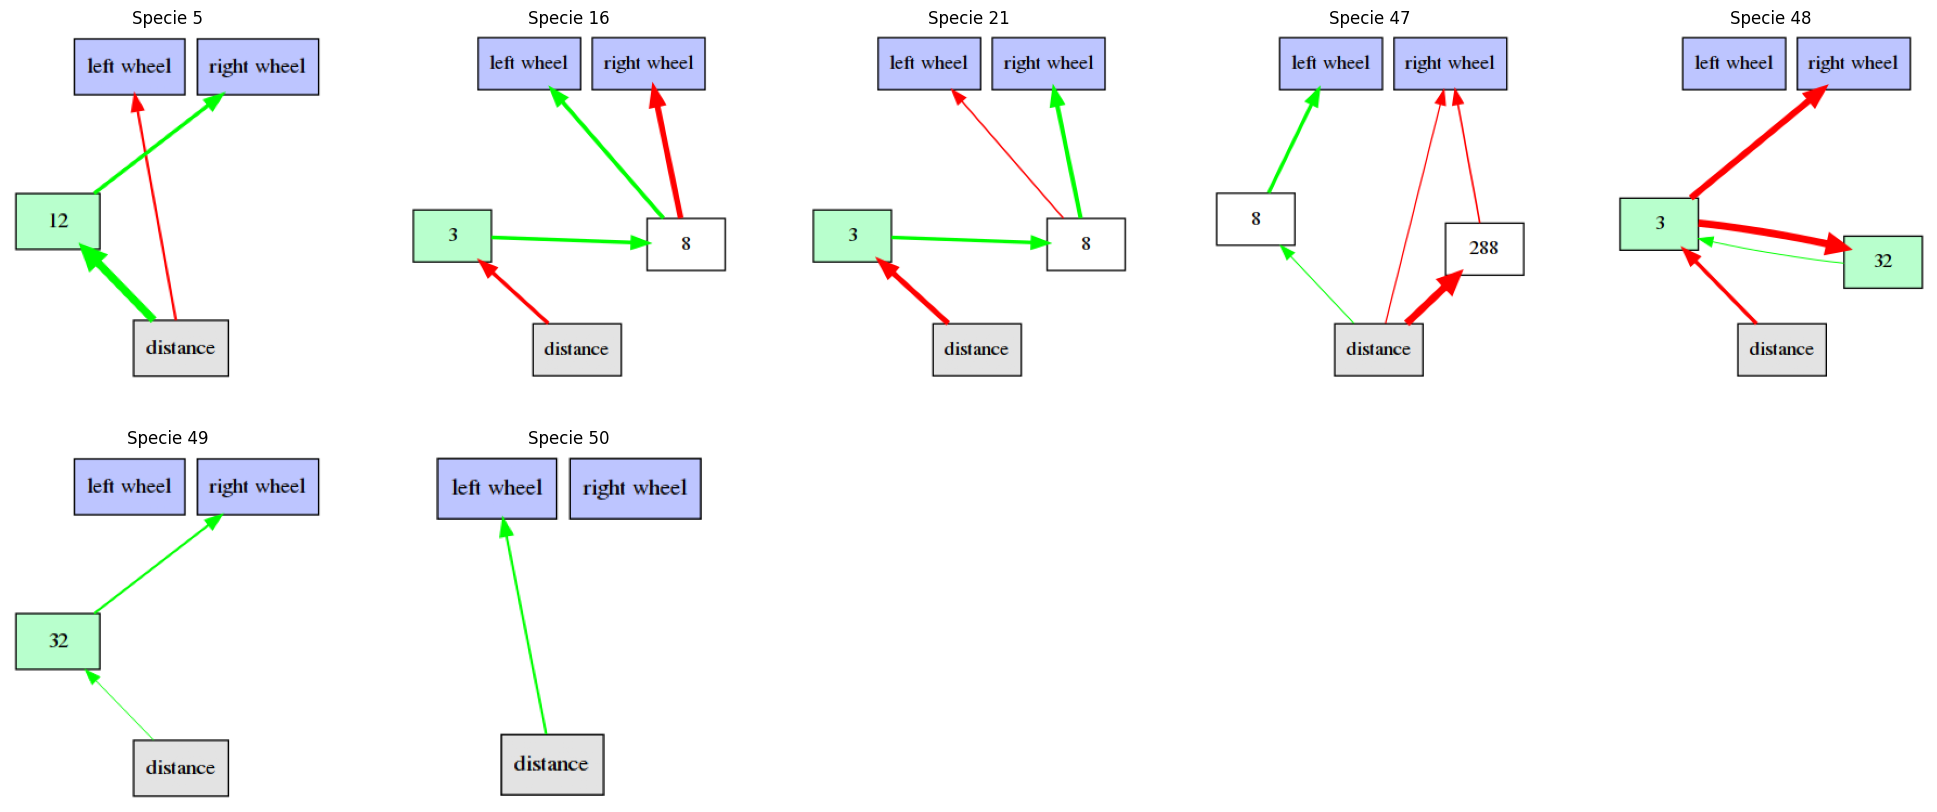 Specie 5
left wheel
right wheel
12
distance
Specie 16
left wheel
right wheel
3
8
distance
Specie 21
left wheel
right wheel
3
8
distance
Specie 47
left wheel
right wheel
8
288
distance
Specie 48
left wheel
right wheel
3
32
distance
Specie 49
left wheel
right wheel
32
distance
Specie 50
left wheel
right wheel
distance